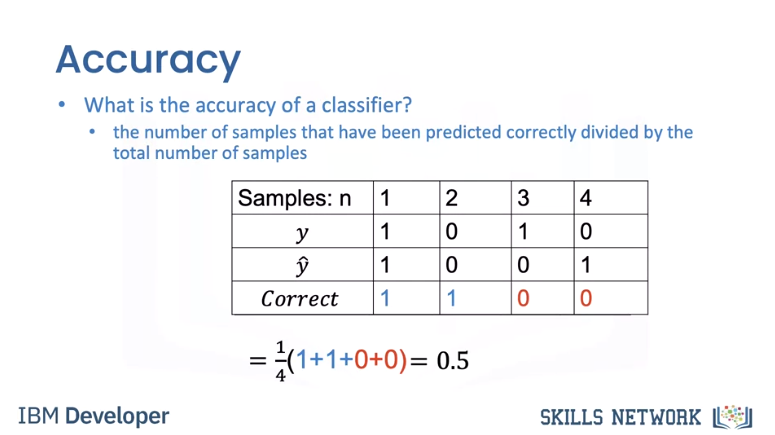 Accuracy
• What is the accuracy of a classifier?
• the number of samples that have been predicted correctly divided by the
total number of samples
Samples: n 1 2 3 4
y 1 0 1 0
ŷ 1 0 0 1
Correct 1 1 0 0
= 1/4 (1+1+0+0) = 0.5
IBM Developer
SKILLS NETWORK